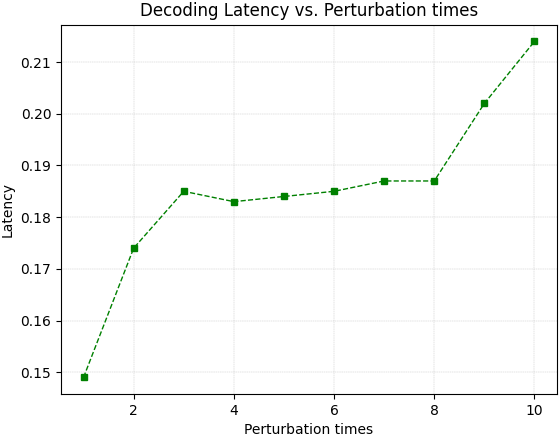 Decoding Latency vs. Perturbation times
0.21
0.20
0.19
0.18
0.17
0.16
0.15
Latency
2 4 6 8 10
Perturbation times